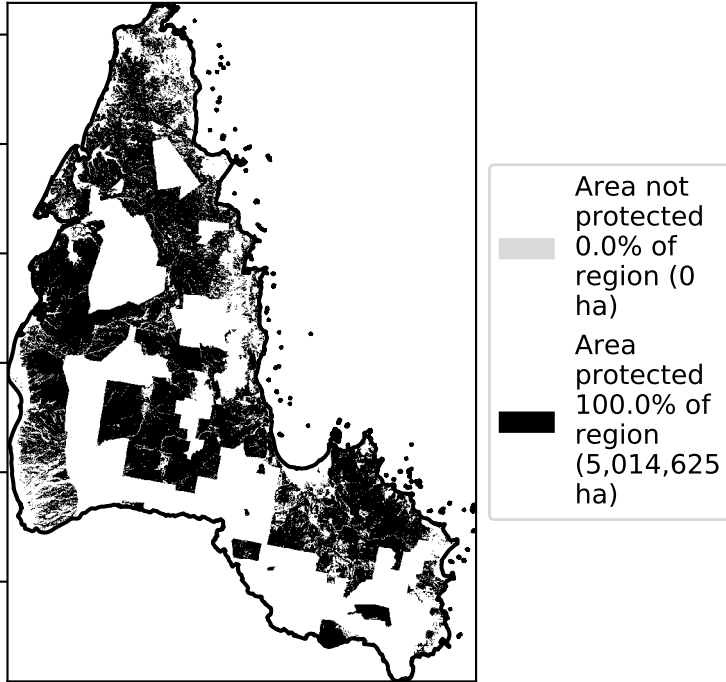 Area not
protected
0.0% of
region (0
ha)
Area
protected
100.0% of
region
(5,014,625
ha)